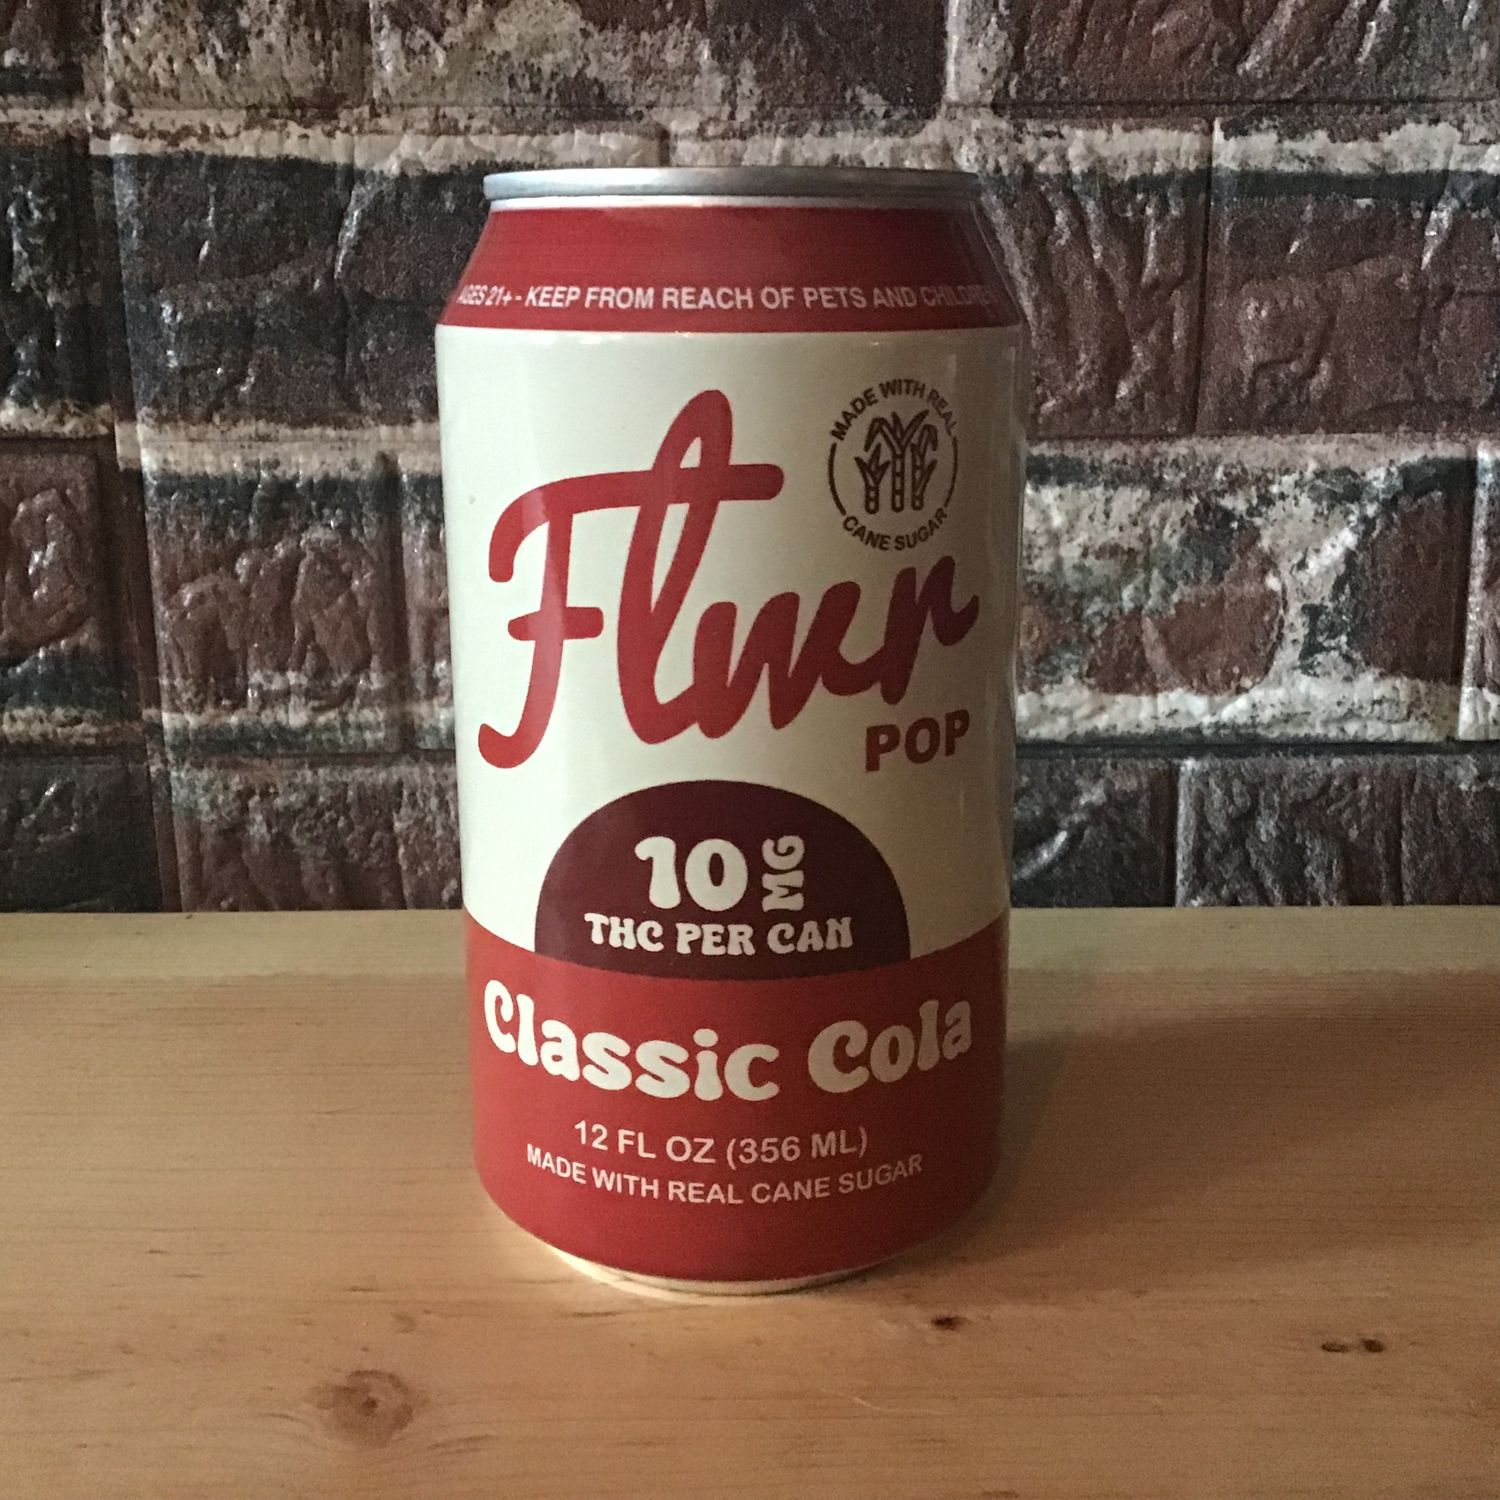 AGES 21+ - KEEP FROM REACH OF PETS AND CHILDREN
MADE WITH REAL
CANE SUGAR
Flwr
POP
10 MG
THC PER CAN
Classic Cola
12 FL OZ (356 ML)
MADE WITH REAL CANE SUGAR